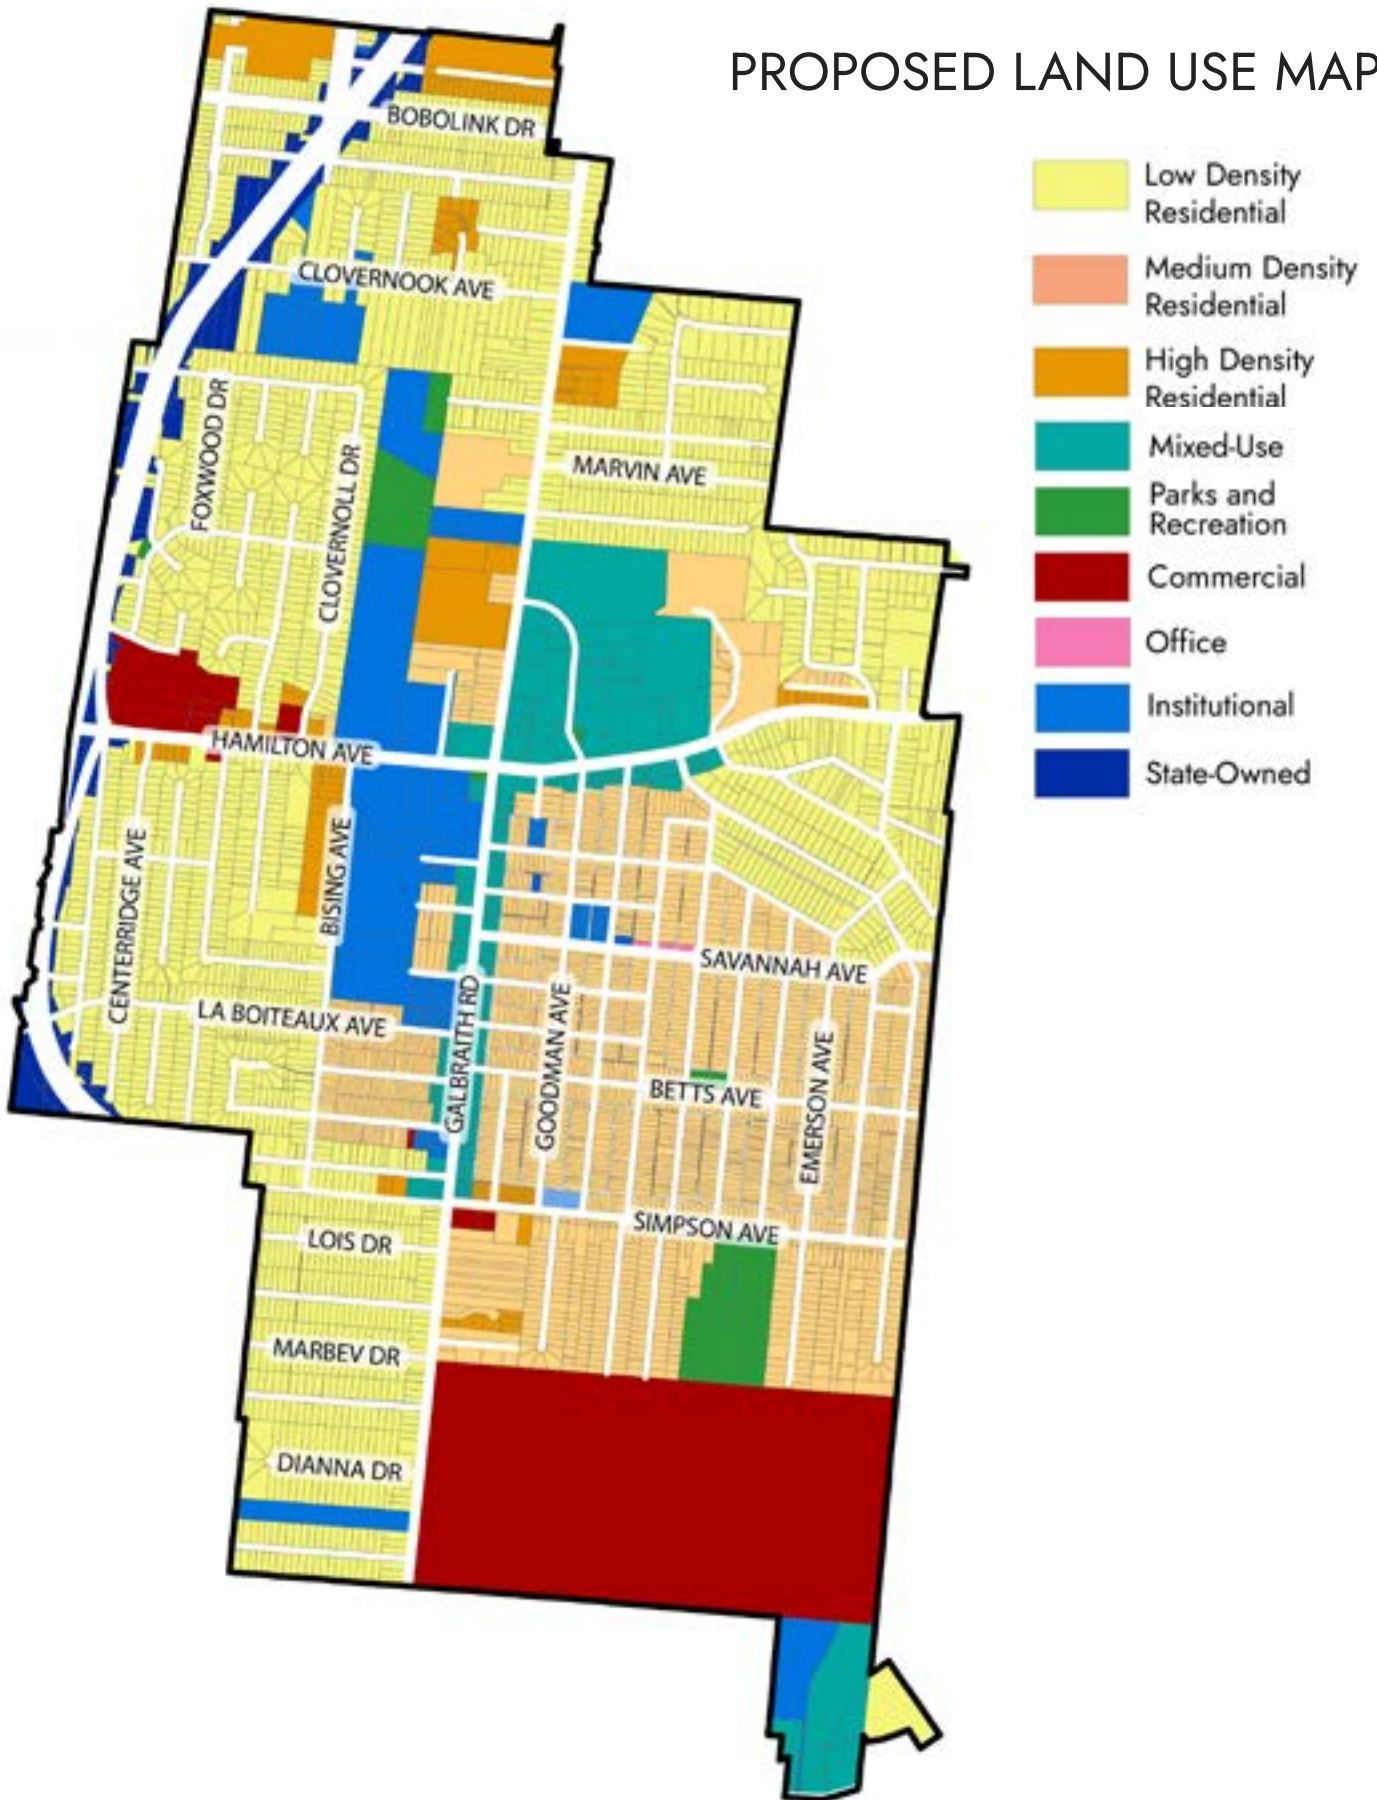 PROPOSED LAND USE MAP
Low Density
Residential
Medium Density
Residential
High Density
Residential
Mixed-Use
Parks and
Recreation
Commercial
Office
Institutional
State-Owned
BOBOLINK DR
CLOVERNOOK AVE
FOXWOOD DR
CLOVERNOLL DR
MARVIN AVE
HAMILTON AVE
CENTERRIDGE AVE
BISING AVE
LA BOITEAUX AVE
GALBRAITH RD
GOODMAN AVE
SAVANNAH AVE
BETTS AVE
EMERSON AVE
SIMPSON AVE
LOIS DR
MARBEV DR
DIANNA DR